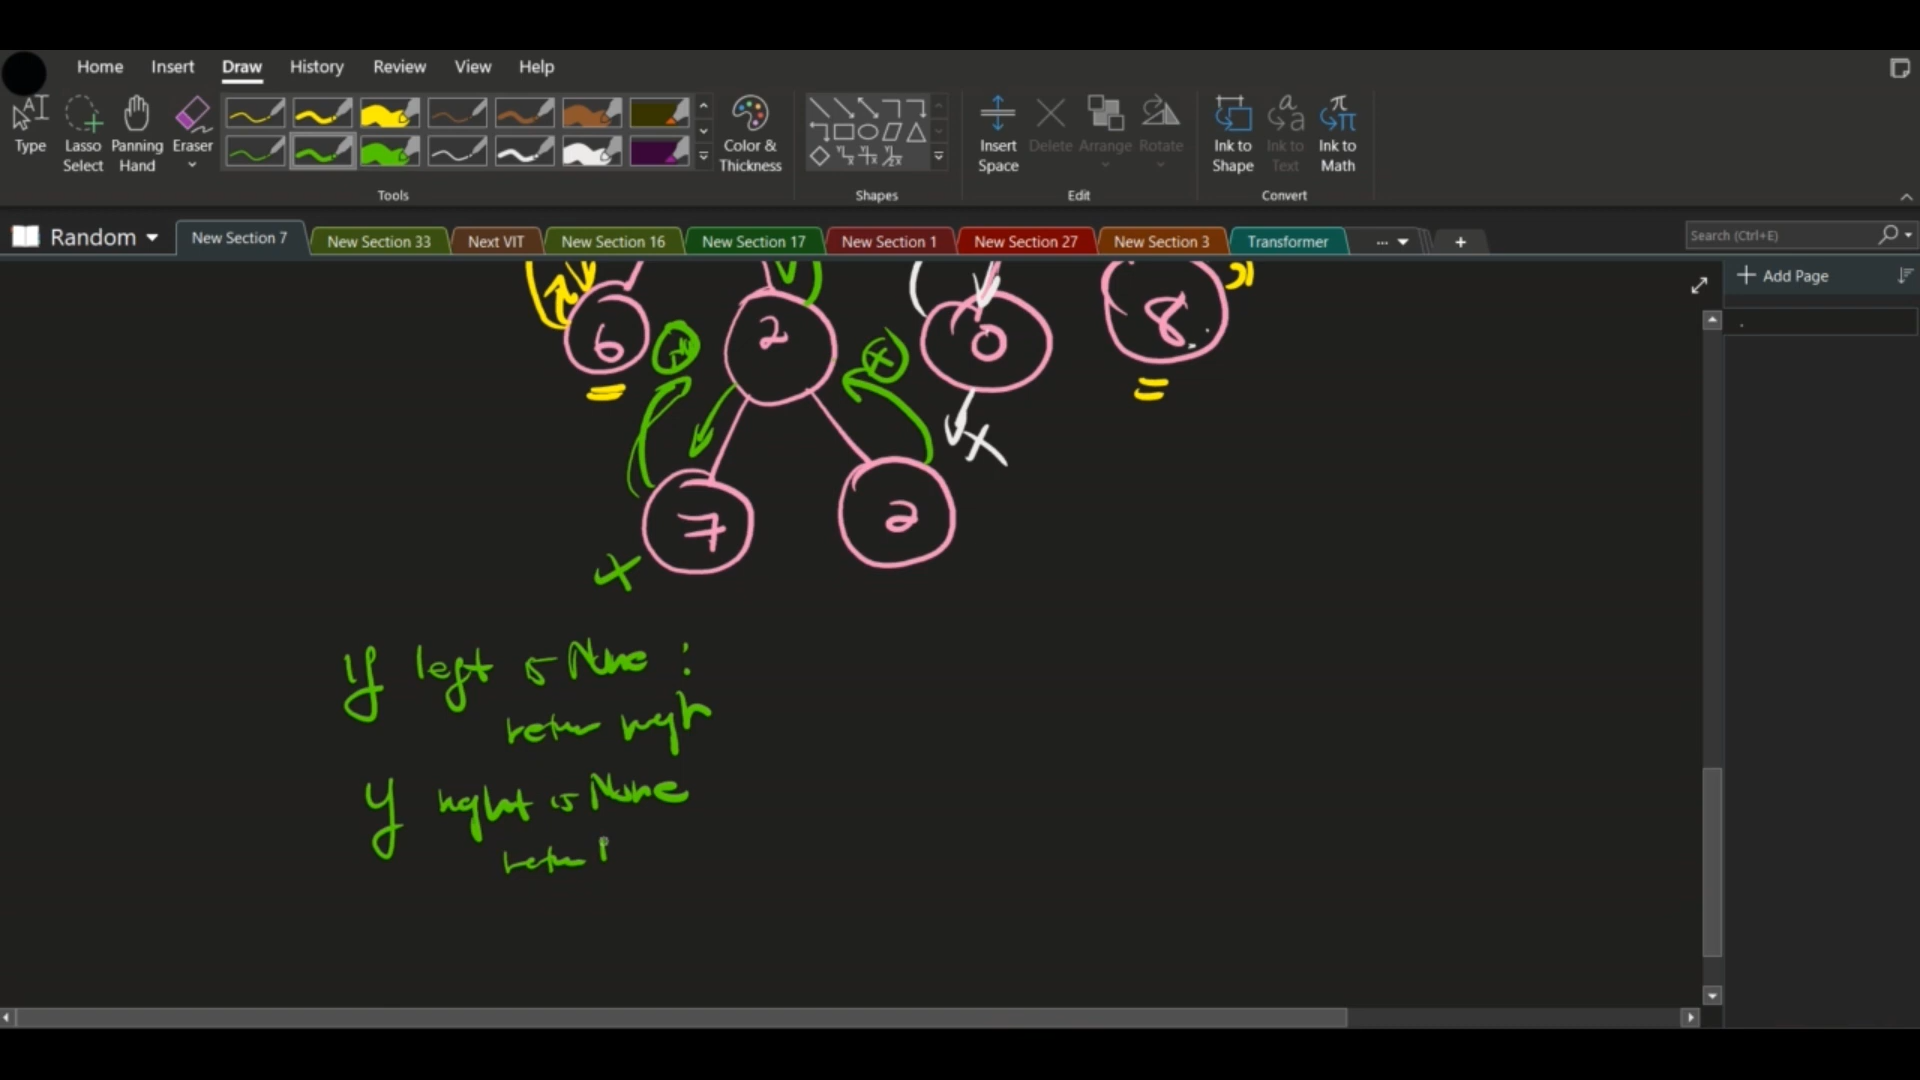 Home Insert Draw History Review View Help
Type Lasso Select Panning Hand Eraser Color & Thickness Insert Space Delete Arrange Rotate Ink to Shape Ink to Text Ink to Math
Tools Shapes Edit Convert
Random New Section 7 New Section 33 Next VIT New Section 16 New Section 17 New Section 1 New Section 27 New Section 3 Transformer ... + Search (Ctrl+E)
+ Add Page
6 2 0 8
7 2
if left is None :
return righ
if right is None
return l